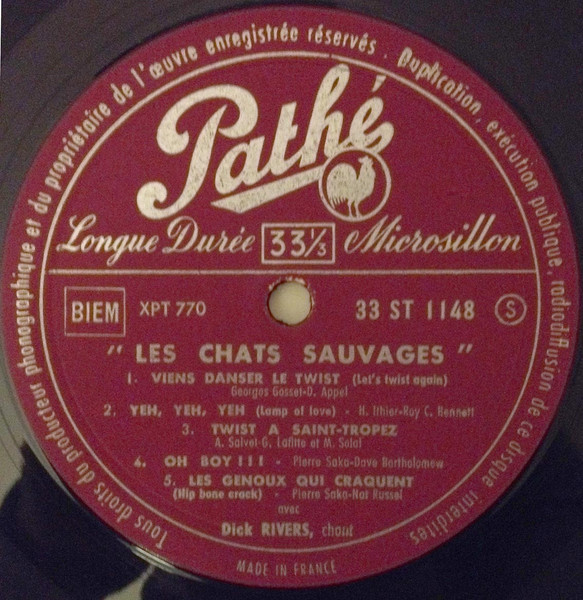 Tous droits du producteur phonographique et du propriétaire de l'œuvre enregistrée réservés. Duplication, exécution publique, radiodiffusion de ce disque interdites
Pathé
Longue Durée 33⅓ Microsillon
BIEM XPT 770 33 ST 1148 S
" LES CHATS SAUVAGES "
1. VIENS DANSER LE TWIST (Let's twist again)
Georges Gosset-D. Appel
2. YEH, YEH, YEH (Lamp of love) - H. Ithier-Roy C. Bennett
3. TWIST A SAINT-TROPEZ
A. Salvet-G. Lafitte et M. Solof
4. OH BOY ! ! ! - Pierre Saka-Dave Bartholomew
5. LES GENOUX QUI CRAQUENT
(Hip bone crack) - Pierre Saka-Nat Russel
avec
Dick RIVERS, chant
MADE IN FRANCE